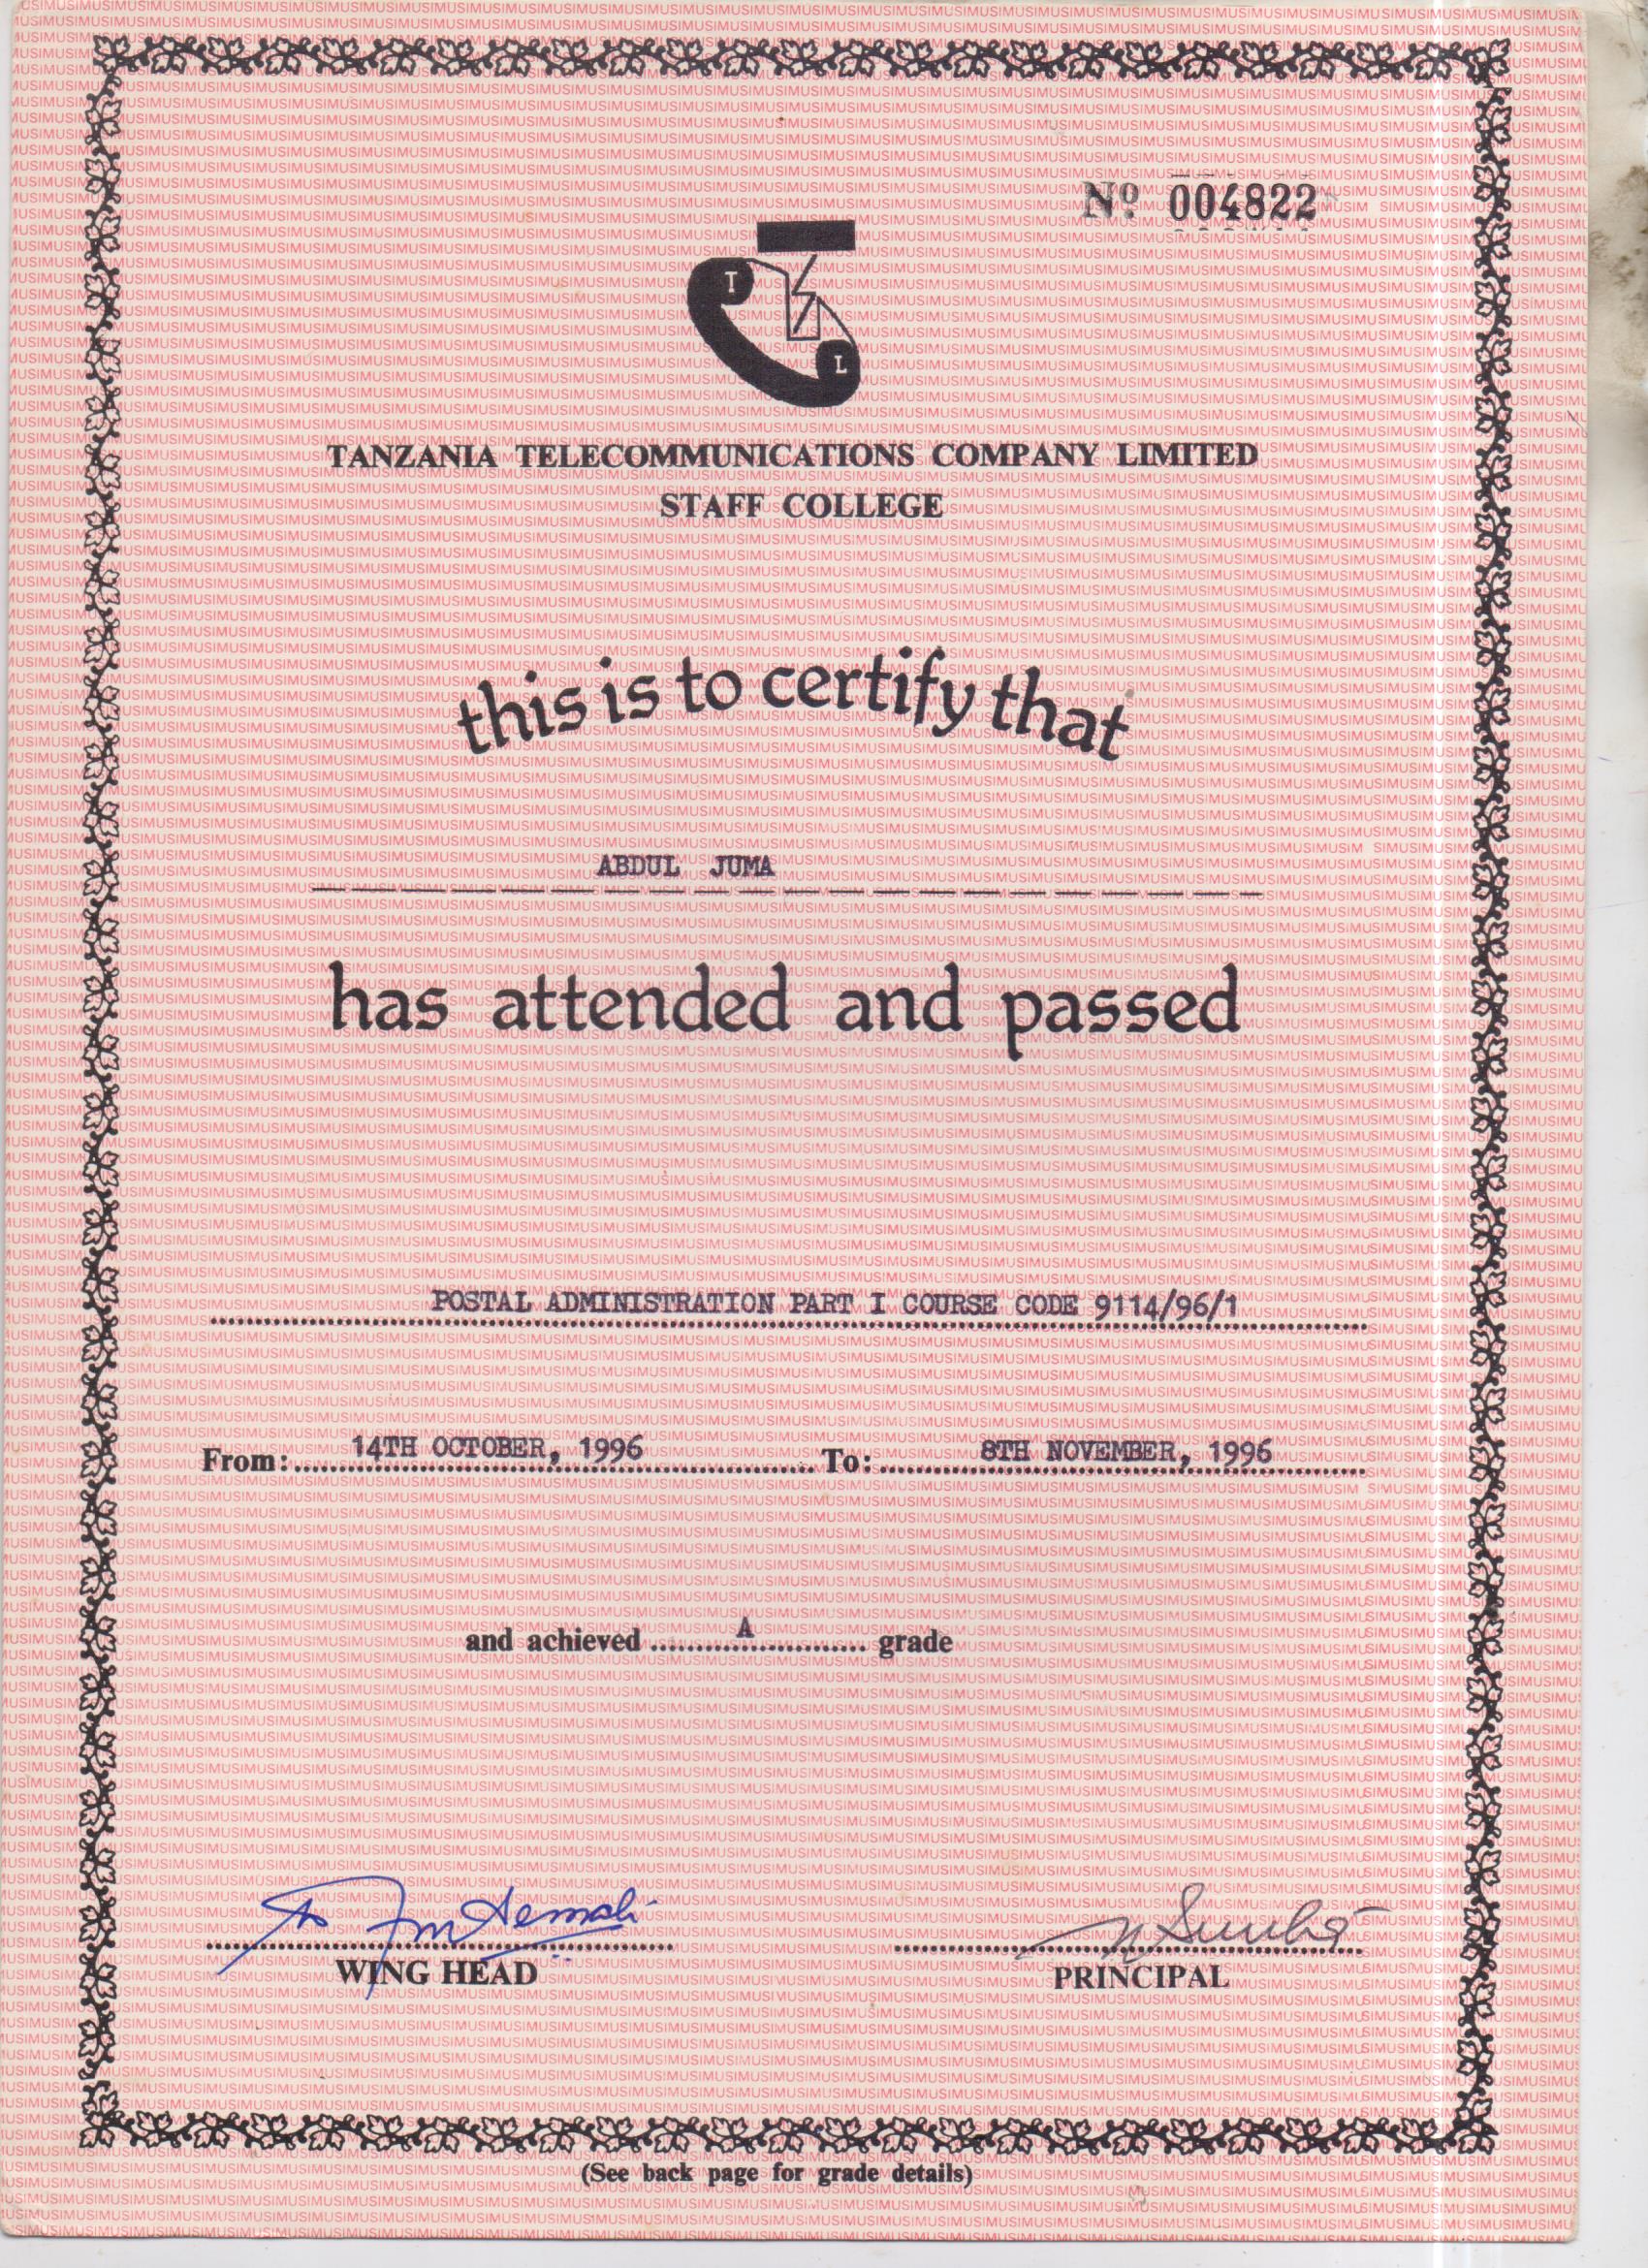 Nº 004822
T
L
TANZANIA TELECOMMUNICATIONS COMPANY LIMITED
STAFF COLLEGE
this is to certify that
ABDUL JUMA
has attended and passed
POSTAL ADMINISTRATION PART I COURSE CODE 9114/96/1
From: 14TH OCTOBER, 1996 To: 8TH NOVEMBER, 1996
and achieved A grade
WING HEAD
PRINCIPAL
(See back page for grade details)